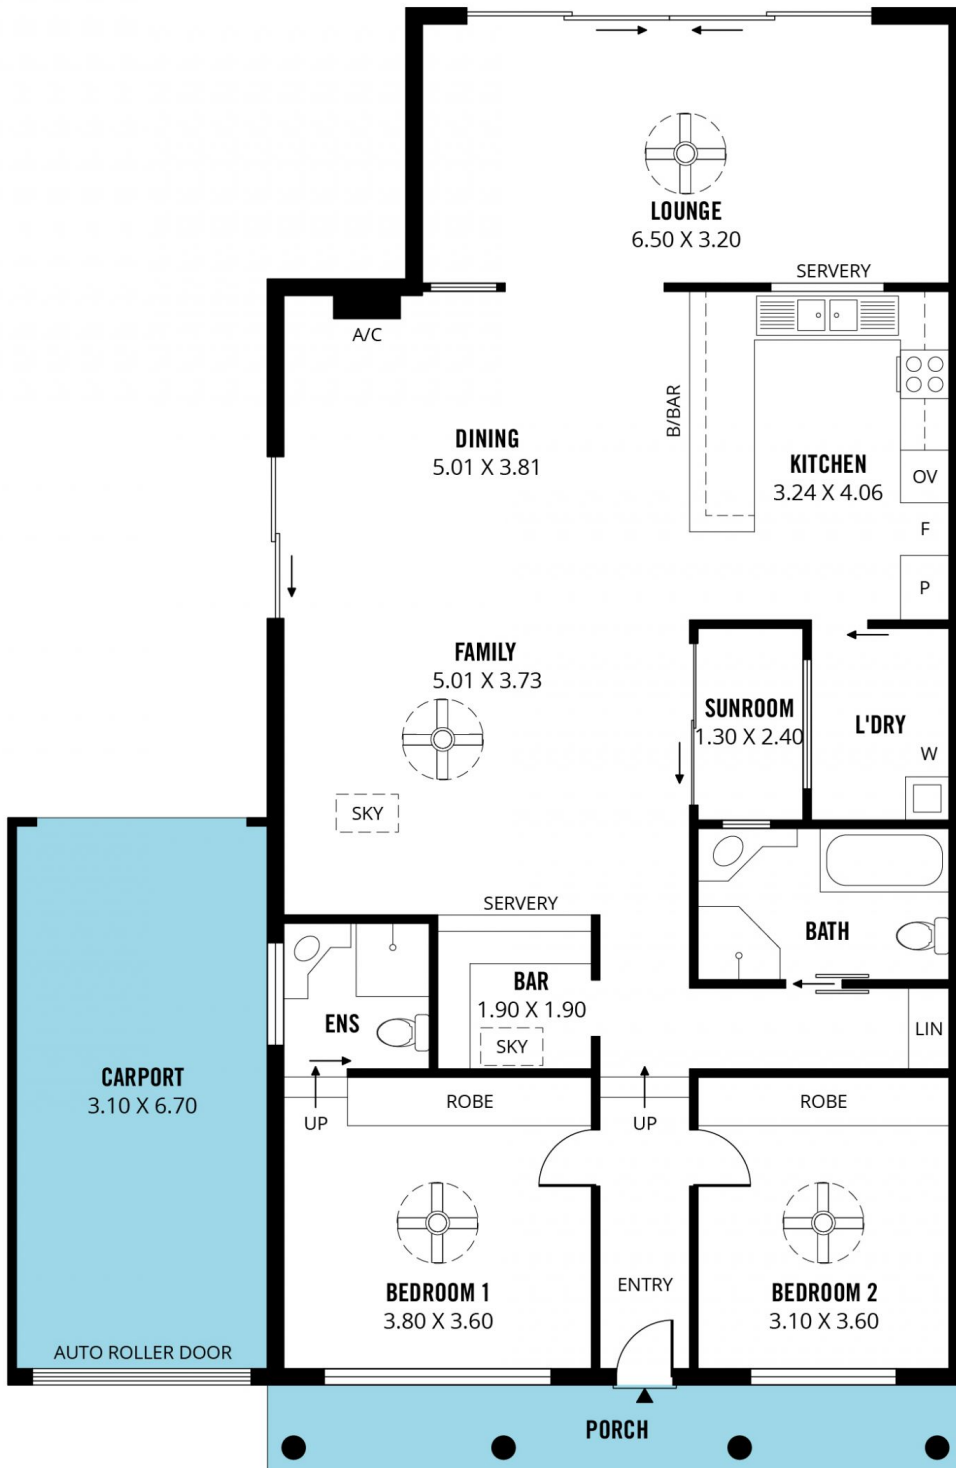 LOUNGE
6.50 X 3.20
SERVERY
A/C
B/BAR
DINING
5.01 X 3.81
KITCHEN
3.24 X 4.06
OV
F
P
FAMILY
5.01 X 3.73
SUNROOM
1.30 X 2.40
L'DRY
W
SKY
SERVERY
BATH
BAR
1.90 X 1.90
SKY
ENS
LIN
CARPORT
3.10 X 6.70
UP
ROBE
UP
ROBE
ENTRY
BEDROOM 1
3.80 X 3.60
BEDROOM 2
3.10 X 3.60
AUTO ROLLER DOOR
PORCH